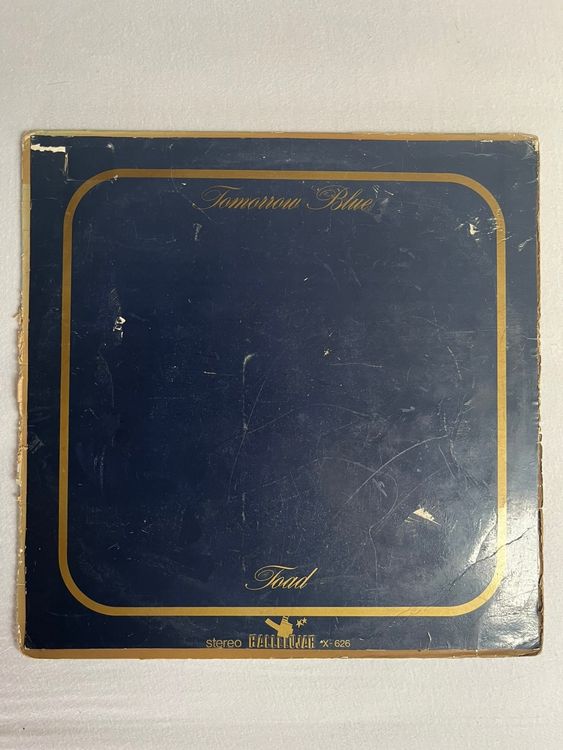 Tomorrow Blue
Toad
stereo HALLELUJAH X-626